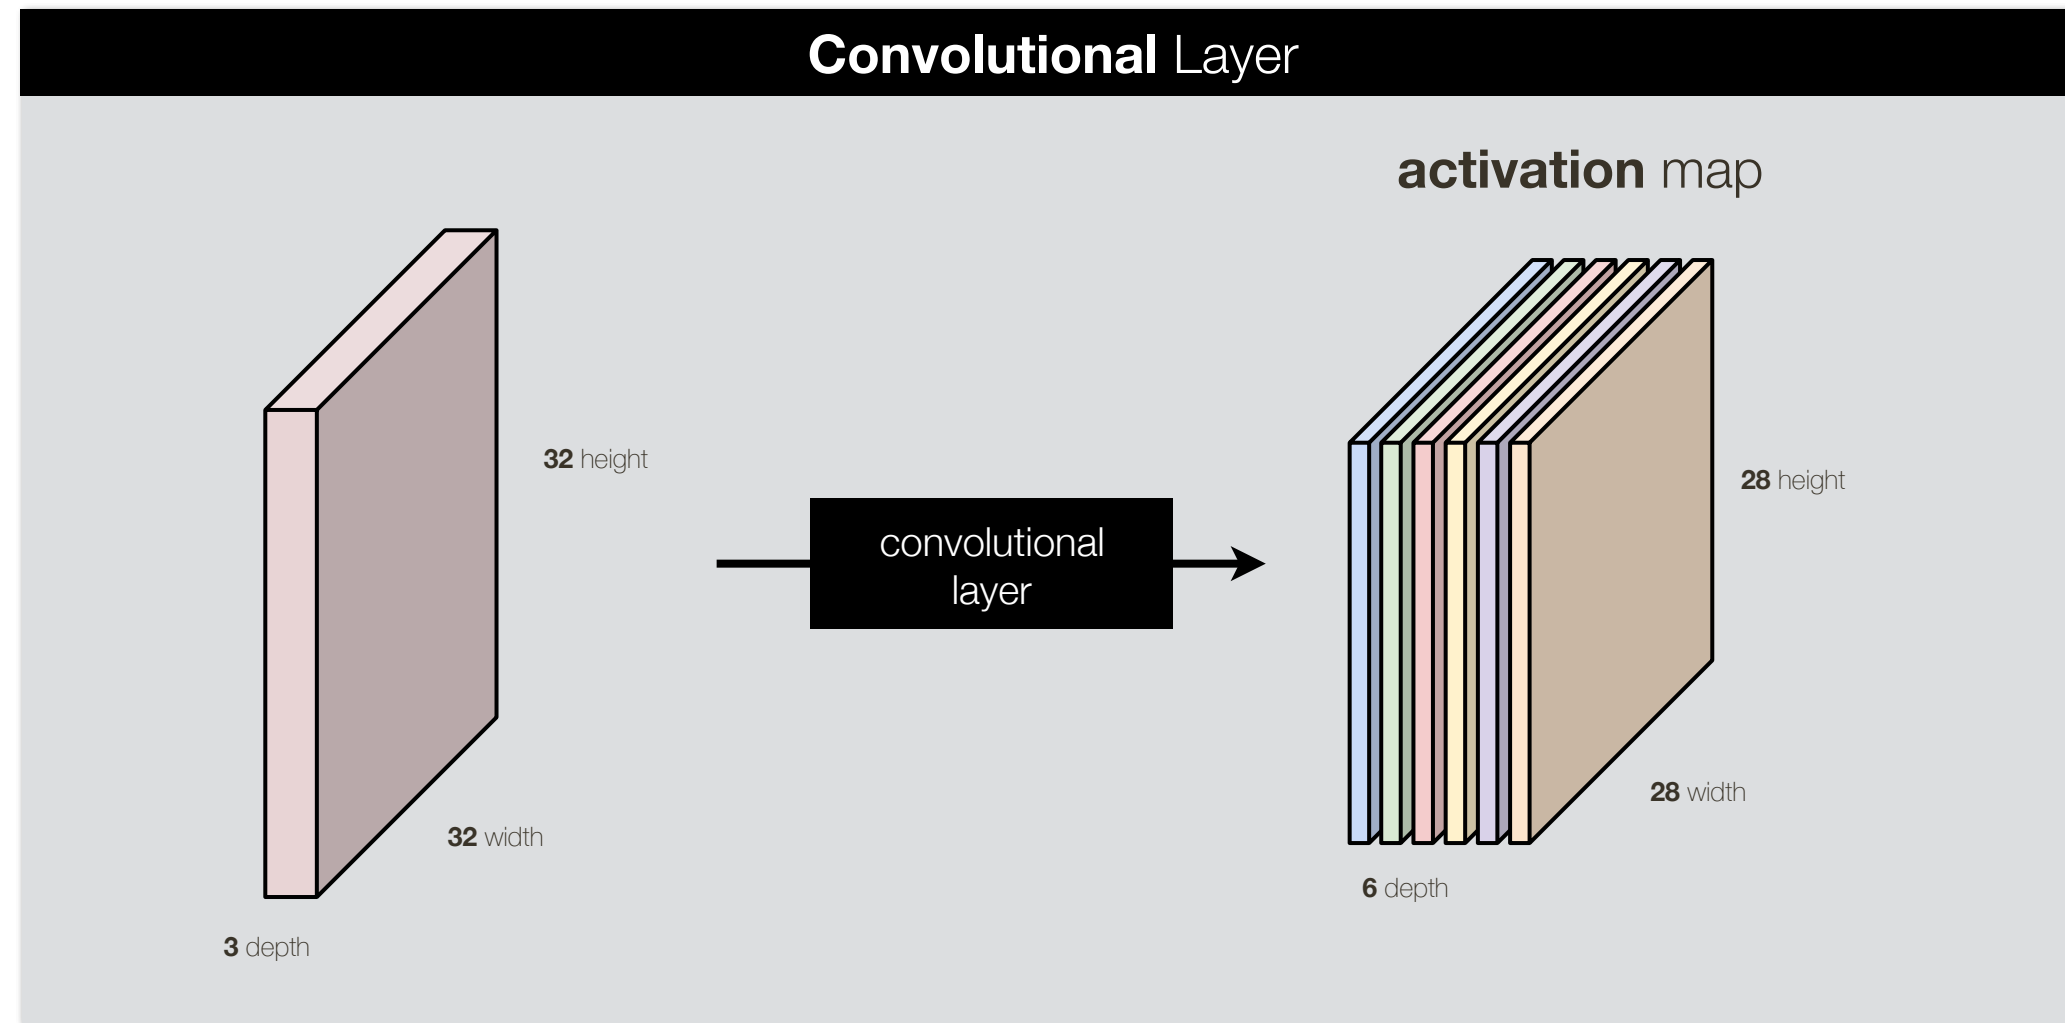 Convolutional Layer
activation map
32 height
28 height
convolutional
layer
32 width
28 width
6 depth
3 depth